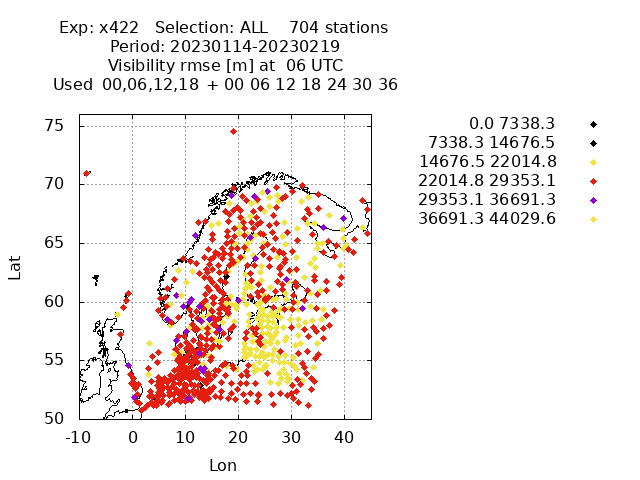 Exp: x422 Selection: ALL 704 stations
Period: 20230114-20230219
Visibility rmse [m] at 06 UTC
Used 00,06,12,18 + 00 06 12 18 24 30 36
0.0 7338.3
7338.3 14676.5
14676.5 22014.8
22014.8 29353.1
29353.1 36691.3
36691.3 44029.6
75
70
65
60
55
50
Lat
-10 0 10 20 30 40
Lon